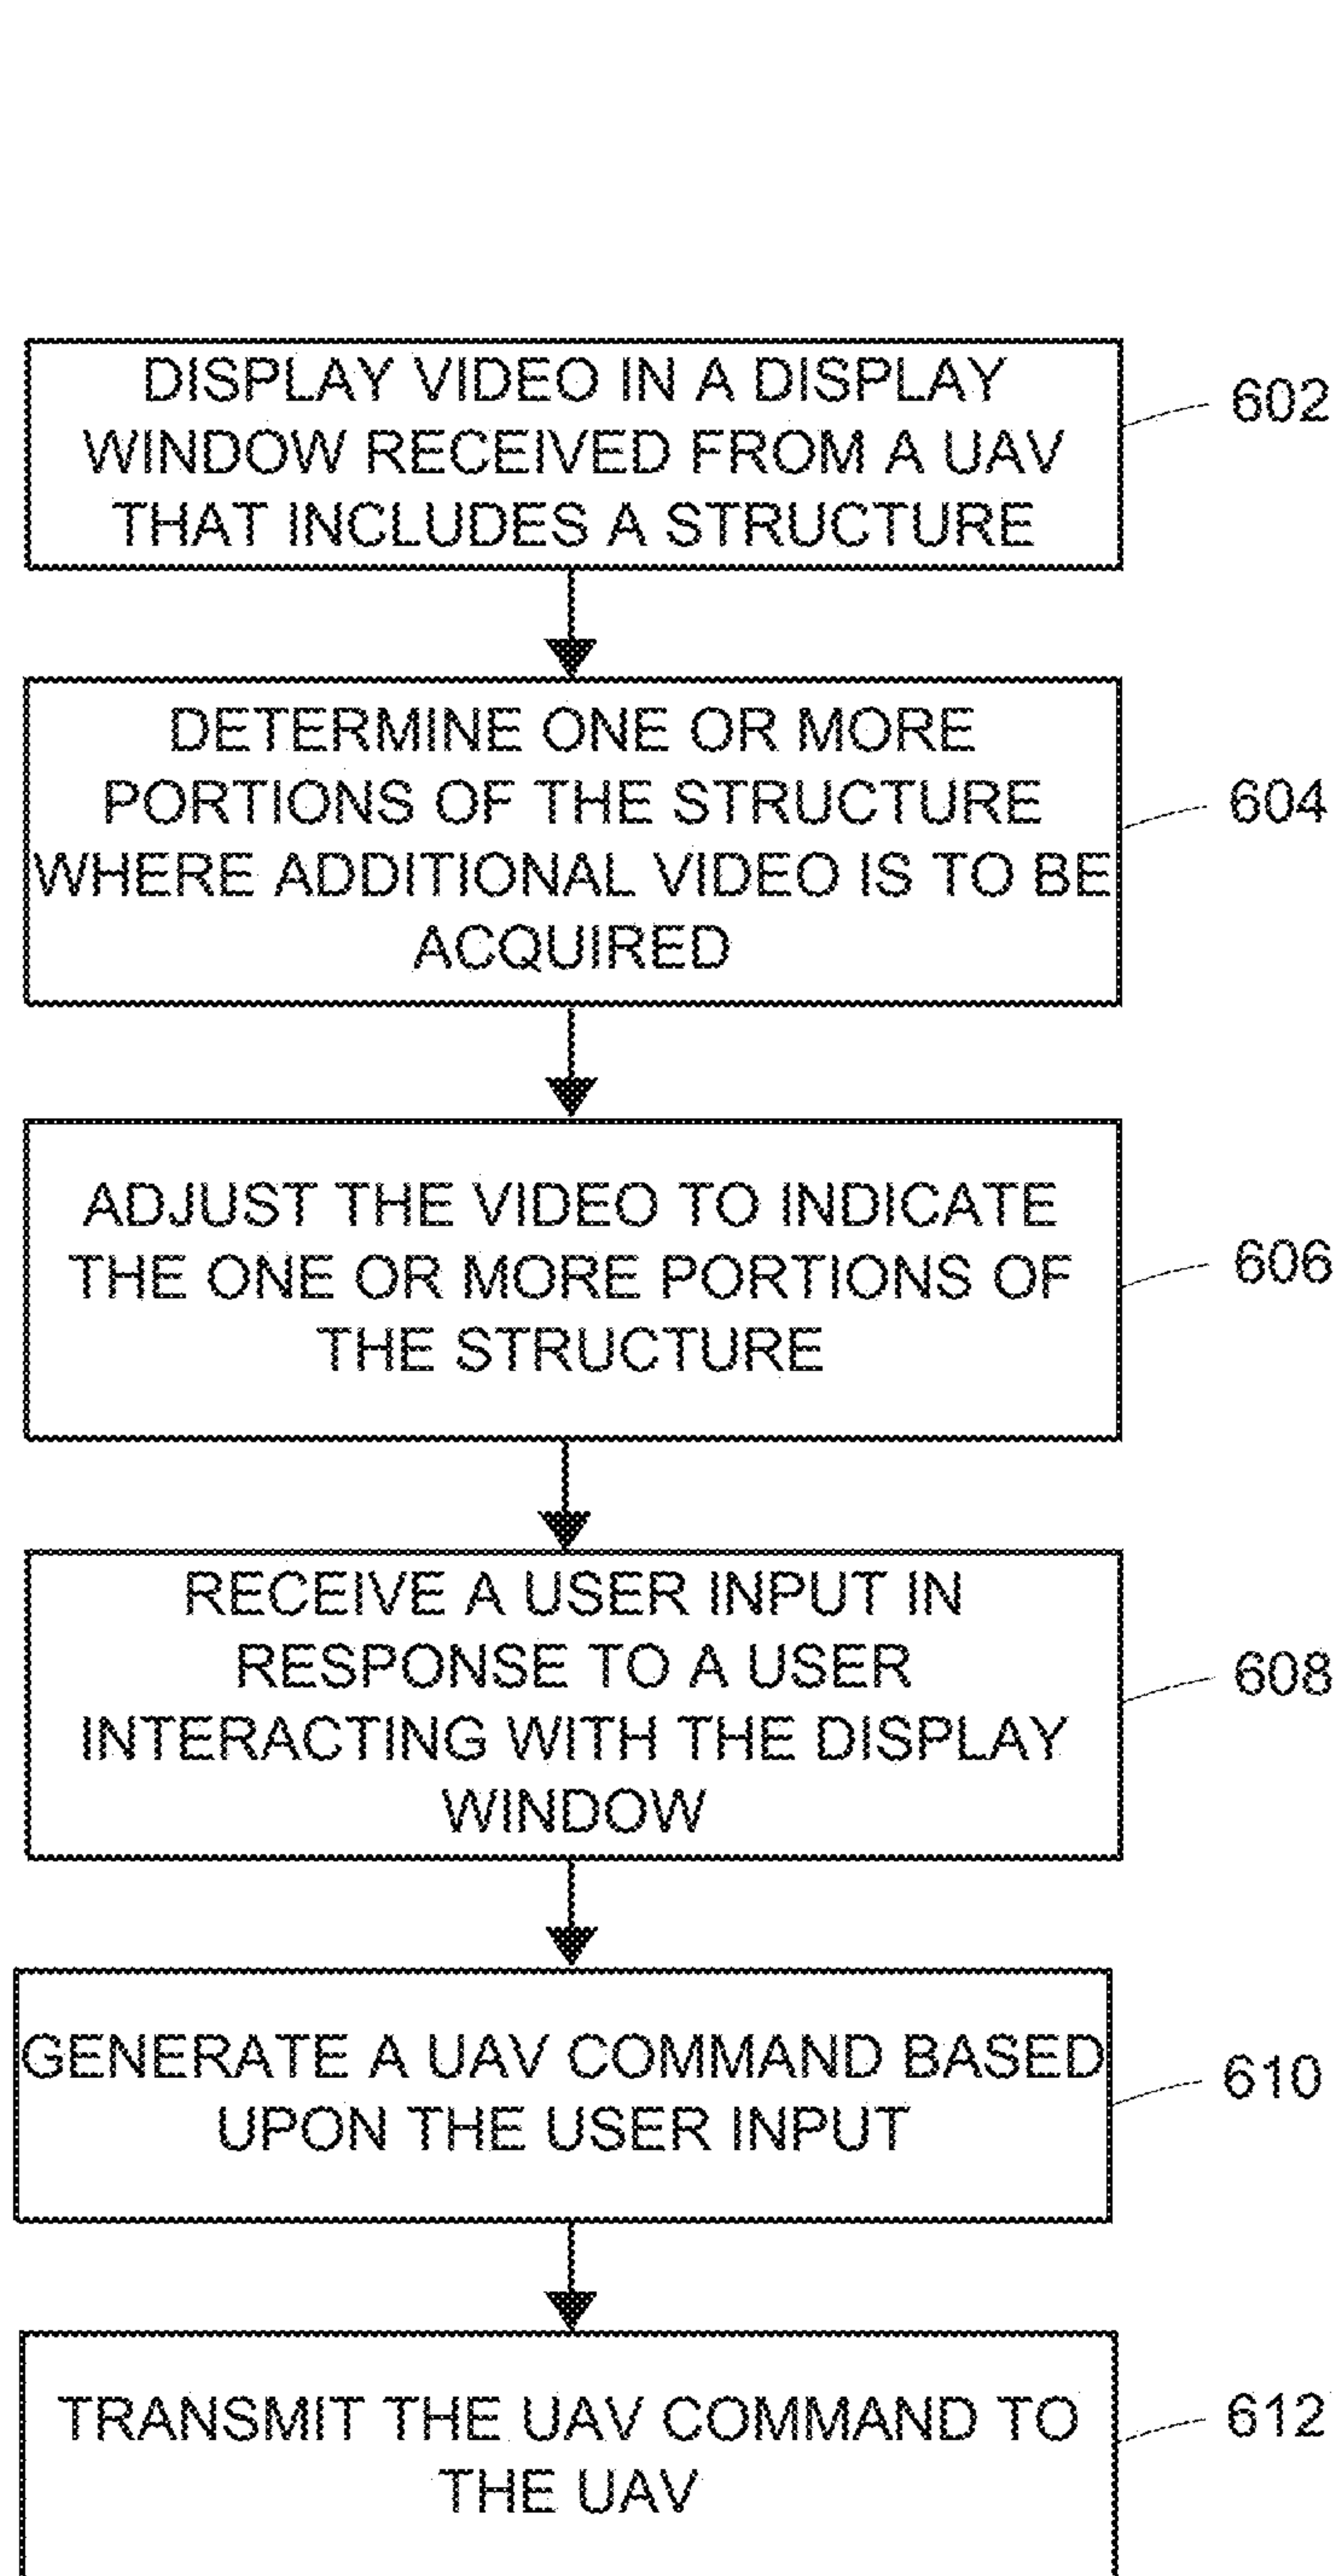 DISPLAY VIDEO IN A DISPLAY
WINDOW RECEIVED FROM A UAV
THAT INCLUDES A STRUCTURE
602
DETERMINE ONE OR MORE
PORTIONS OF THE STRUCTURE
WHERE ADDITIONAL VIDEO IS TO BE
ACQUIRED
604
ADJUST THE VIDEO TO INDICATE
THE ONE OR MORE PORTIONS OF
THE STRUCTURE
606
RECEIVE A USER INPUT IN
RESPONSE TO A USER
INTERACTING WITH THE DISPLAY
WINDOW
608
GENERATE A UAV COMMAND BASED
UPON THE USER INPUT
610
TRANSMIT THE UAV COMMAND TO
THE UAV
612